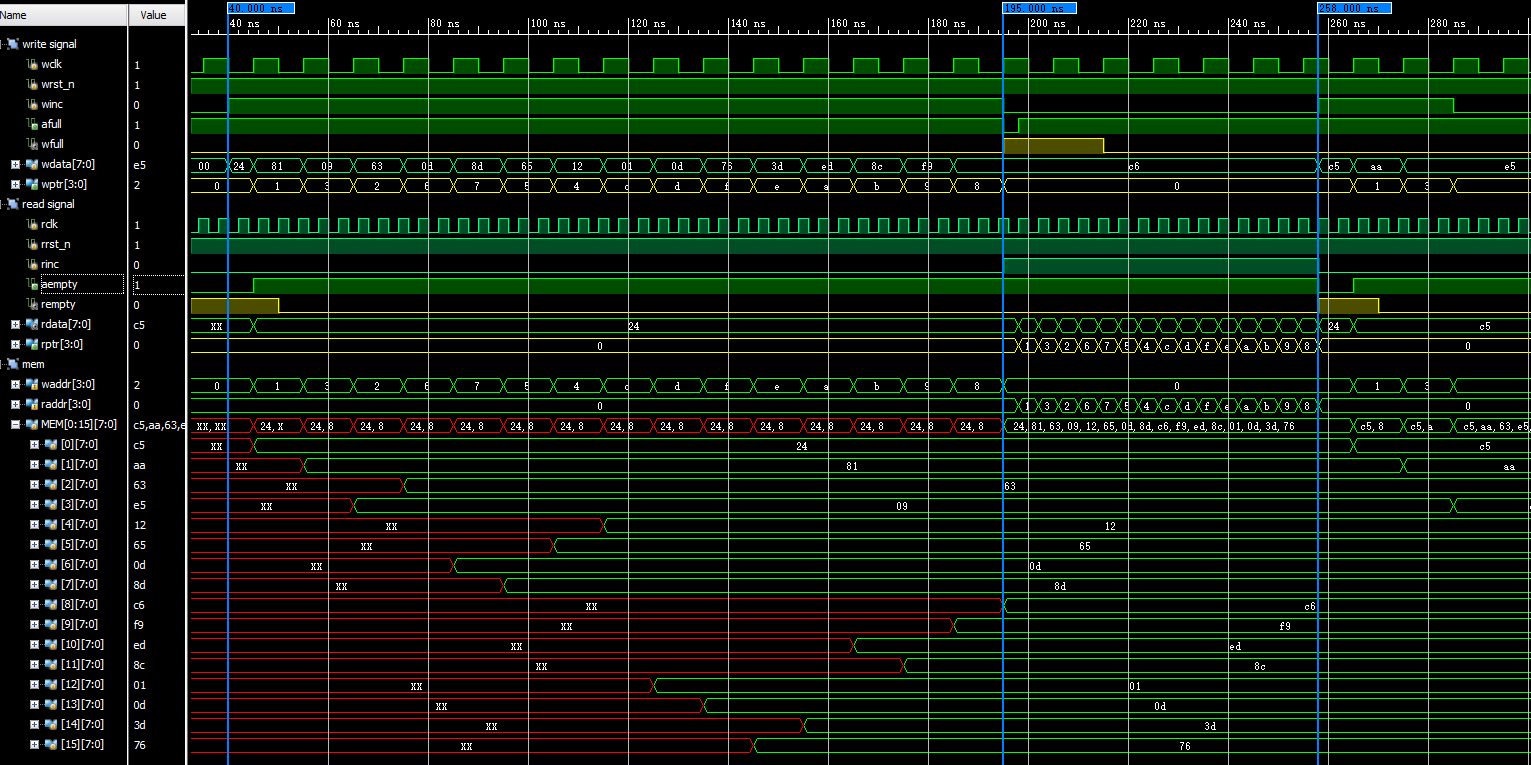 Name Value 40.000 ns 195.000 ns 258.000 ns
40 ns 60 ns 80 ns 100 ns 120 ns 140 ns 160 ns 180 ns 200 ns 220 ns 240 ns 260 ns 280 ns
write signal
wclk 1
wrst_n 1
winc 0
afull 1
wfull 0
wdata[7:0] e5 00 24 81 09 63 0d 8d 65 12 01 0d 76 3d ed 8c f9 c6 c5 aa e5
wptr[3:0] 2 0 1 3 2 6 7 5 4 c d f e a b 9 8 0 1 3
read signal
rclk 1
rrst_n 1
rinc 0
aempty 1
rempty 0
rdata[7:0] c5 XX 24 24 c5
rptr[3:0] 0 0 1 3 2 6 7 5 4 c d f e a b 9 8 0
mem
waddr[3:0] 2 0 1 3 2 6 7 5 4 c d f e a b 9 8 0 1 3
raddr[3:0] 0 0 1 3 2 6 7 5 4 c d f e a b 9 8 0
MEM[0:15][7:0] c5,aa,63,e XX,XX 24,X 24,8 24,8 24,8 24,8 24,8 24,8 24,8 24,8 24,8 24,8 24,8 24,8 24,8 24,8 24,81,63,09,12,65,0d,8d,c6,f9,ed,8c,01,0d,3d,76 c5,8 c5,a c5,aa,63,e5,
[0][7:0] c5 XX 24 c5
[1][7:0] aa XX 81 aa
[2][7:0] 63 XX 63
[3][7:0] e5 XX 09
[4][7:0] 12 XX 12
[5][7:0] 65 XX 65
[6][7:0] 0d XX 0d
[7][7:0] 8d XX 8d
[8][7:0] c6 XX c6
[9][7:0] f9 XX f9
[10][7:0] ed XX ed
[11][7:0] 8c XX 8c
[12][7:0] 01 XX 01
[13][7:0] 0d XX 0d
[14][7:0] 3d XX 3d
[15][7:0] 76 XX 76